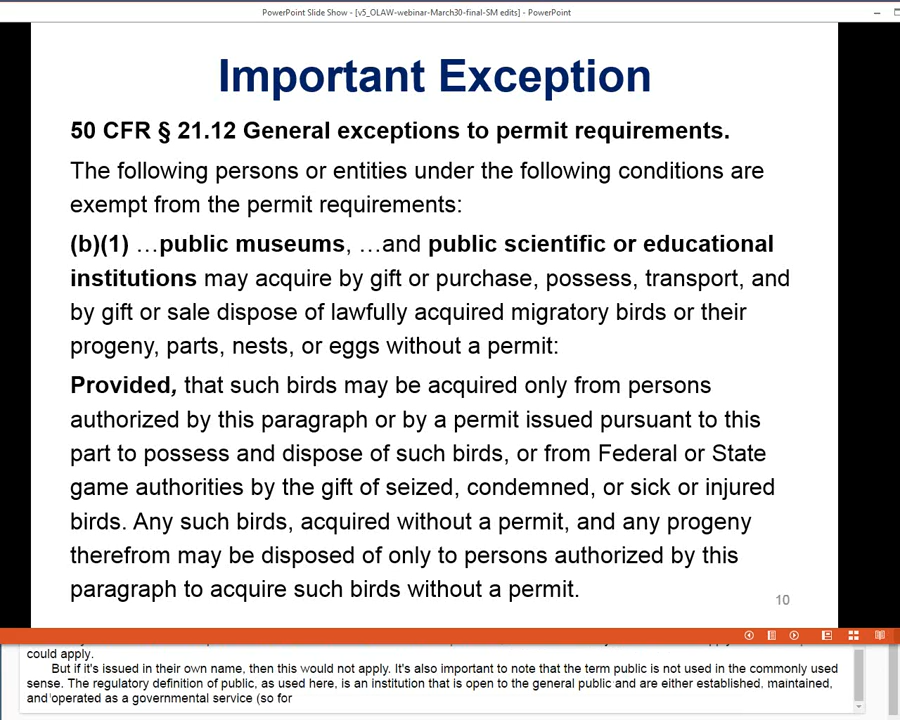 PowerPoint Slide Show - [v5_OLAW-webinar-March30-final-SM edits] - PowerPoint
Important Exception
50 CFR § 21.12 General exceptions to permit requirements.
The following persons or entities under the following conditions are
exempt from the permit requirements:
(b)(1) …public museums, …and public scientific or educational
institutions may acquire by gift or purchase, possess, transport, and
by gift or sale dispose of lawfully acquired migratory birds or their
progeny, parts, nests, or eggs without a permit:
Provided, that such birds may be acquired only from persons
authorized by this paragraph or by a permit issued pursuant to this
part to possess and dispose of such birds, or from Federal or State
game authorities by the gift of seized, condemned, or sick or injured
birds. Any such birds, acquired without a permit, and any progeny
therefrom may be disposed of only to persons authorized by this
paragraph to acquire such birds without a permit.
10
could apply.
But if it's issued in their own name, then this would not apply. It's also important to note that the term public is not used in the commonly used
sense. The regulatory definition of public, as used here, is an institution that is open to the general public and are either established, maintained,
and operated as a governmental service (so for